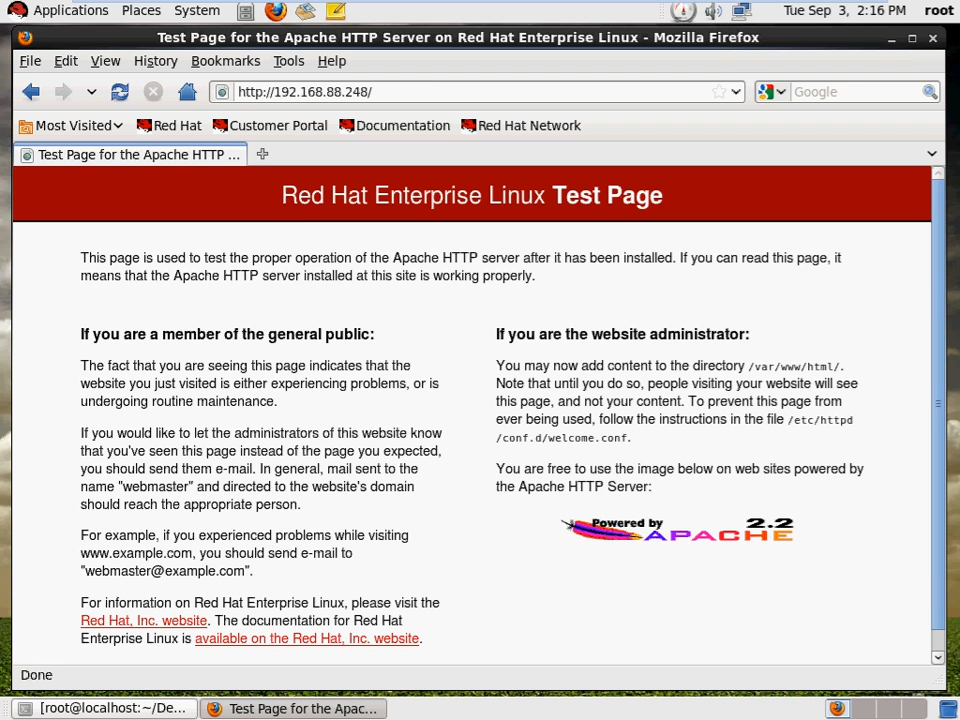 Applications Places System Tue Sep 3, 2:16 PM root
Test Page for the Apache HTTP Server on Red Hat Enterprise Linux - Mozilla Firefox
File Edit View History Bookmarks Tools Help
http://192.168.88.248/ Google
Most Visited Red Hat Customer Portal Documentation Red Hat Network
Test Page for the Apache HTTP ...
Red Hat Enterprise Linux Test Page
This page is used to test the proper operation of the Apache HTTP server after it has been installed. If you can read this page, it
means that the Apache HTTP server installed at this site is working properly.
If you are a member of the general public:
The fact that you are seeing this page indicates that the
website you just visited is either experiencing problems, or is
undergoing routine maintenance.
If you would like to let the administrators of this website know
that you've seen this page instead of the page you expected,
you should send them e-mail. In general, mail sent to the
name "webmaster" and directed to the website's domain
should reach the appropriate person.
For example, if you experienced problems while visiting
www.example.com, you should send e-mail to
"webmaster@example.com".
For information on Red Hat Enterprise Linux, please visit the
Red Hat, Inc. website. The documentation for Red Hat
Enterprise Linux is available on the Red Hat, Inc. website.
If you are the website administrator:
You may now add content to the directory /var/www/html/.
Note that until you do so, people visiting your website will see
this page, and not your content. To prevent this page from
ever being used, follow the instructions in the file /etc/httpd
/conf.d/welcome.conf.
You are free to use the image below on web sites powered by
the Apache HTTP Server:
Powered by 2.2
APACHE
Done
[root@localhost:~/De... Test Page for the Apac...